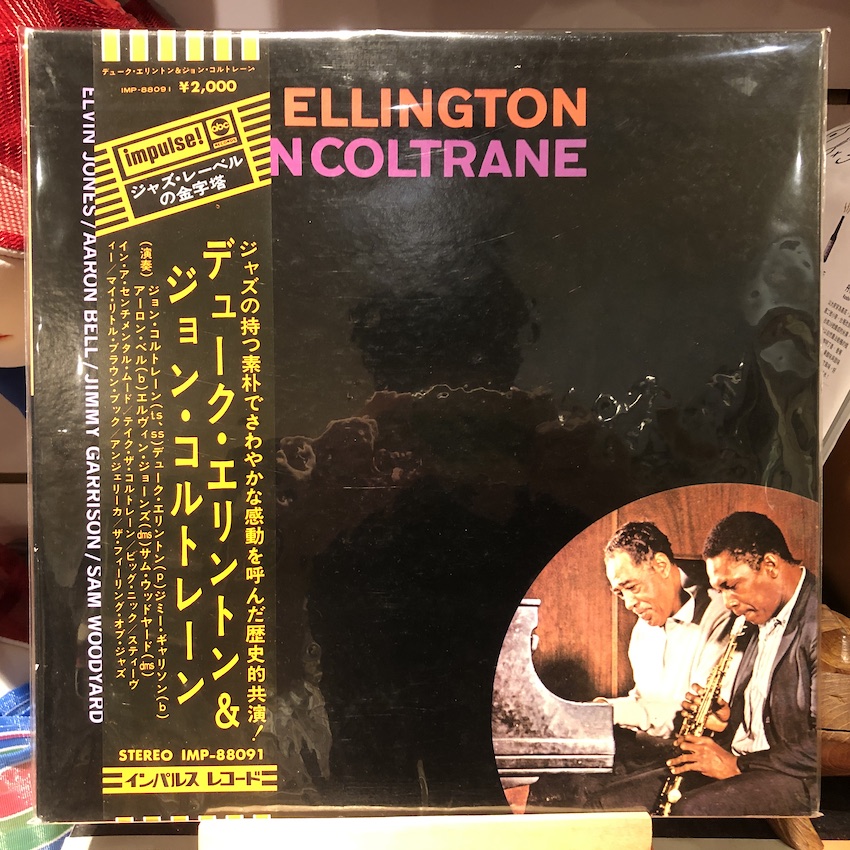 デューク・エリントン&ジョン・コルトレーン
IMP-88091 ¥2,000
impulse!
abc
RECORDS
ジャズ・レーベル
の金字塔
ELLINGTON
N COLTRANE
ELVIN JONES/AARON BELL/JIMMY GARRISON/SAM WOODYARD
ジャズの持つ素朴でさわやかな感動を呼んだ歴史的共演!
デューク・エリントン&
ジョン・コルトレーン
(演奏) ジョン・コルトレーン(ts、ss)デューク・エリントン(p)ジミー・ギャリソン(b)
アーロン・ベル(b)エルヴィン・ジョーンズ(dms)サム・ウッドヤード(dms)
イン・ア・センチメンタル・ムード/テイク・ザ・コルトレーン/ビッグ・ニック/スティーヴ
ィー/マイ・リトル・ブラウン・ブック/アンジェリカ/ザ・フィーリング・オブ・ジャズ
STEREO IMP-88091
インパルス レコード